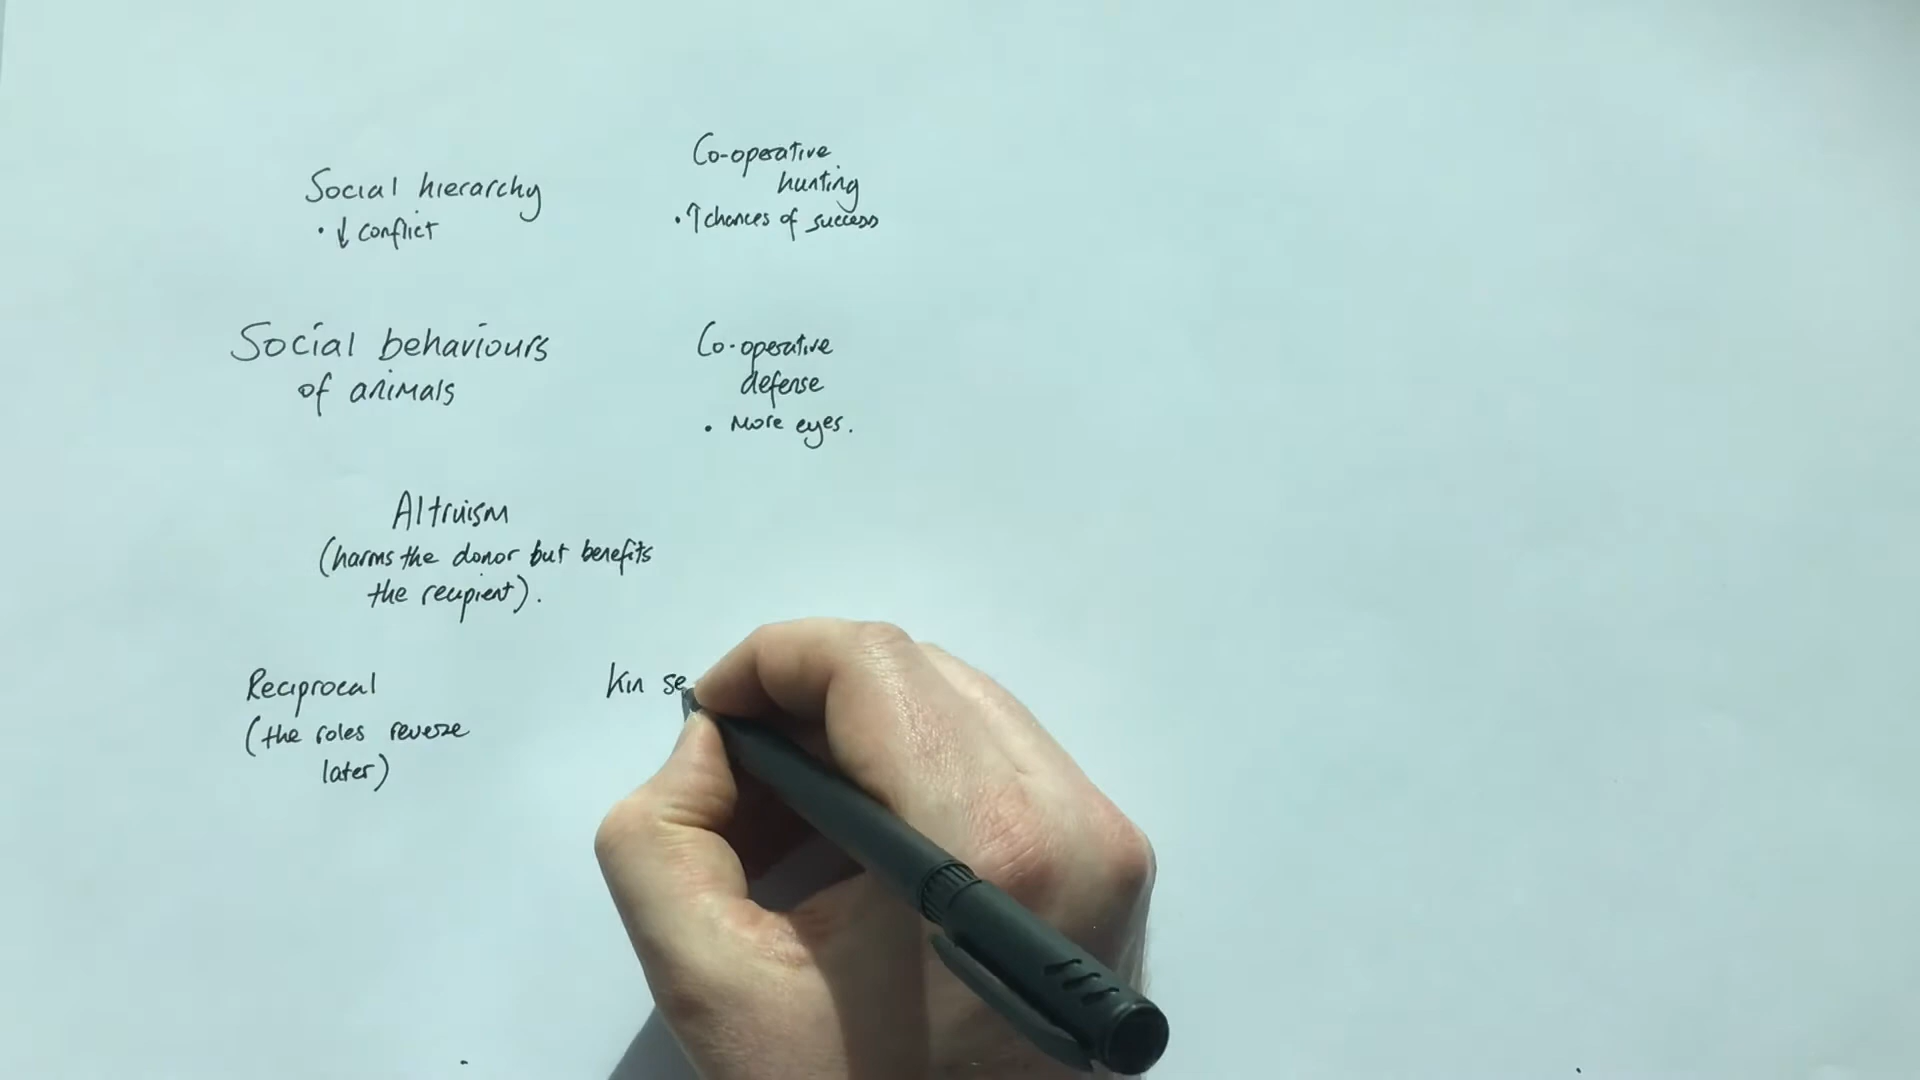 Social hierarchy
• ↓ conflict
Co-operative
hunting
• ↑ chances of success
Social behaviours
of animals
Co-operative
defense
• More eyes.
Altruism
(harms the donor but benefits
the recipient).
Reciprocal
(the roles reverse
later)
Kin se